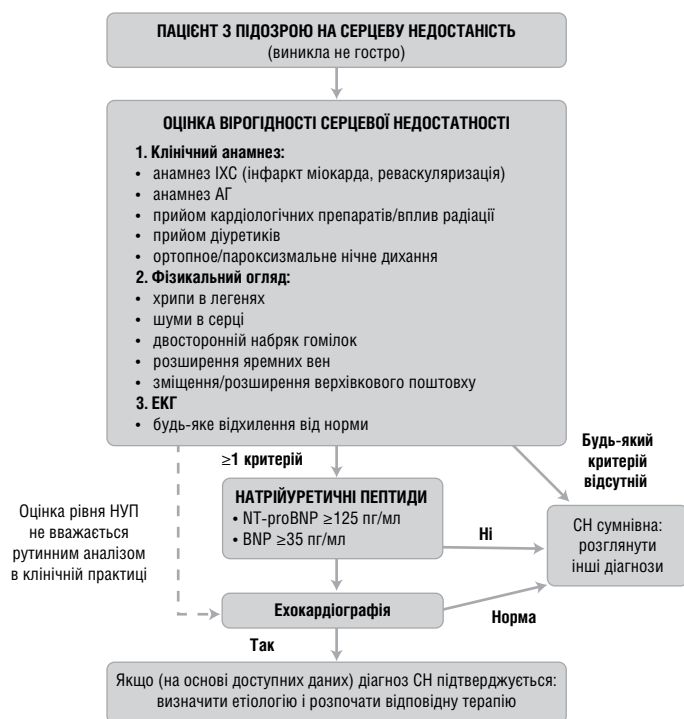 ПАЦІЄНТ З ПІДОЗРОЮ НА СЕРЦЕВУ НЕДОСТАНІСТЬ
(виникла не гостро)
ОЦІНКА ВІРОГІДНОСТІ СЕРЦЕВОЇ НЕДОСТАТНОСТІ
1. Клінічний анамнез:
• анамнез ІХС (інфаркт міокарда, реваскуляризація)
• анамнез АГ
• прийом кардіологічних препаратів/вплив радіації
• прийом діуретиків
• ортопное/пароксизмальне нічне дихання
2. Фізикальний огляд:
• хрипи в легенях
• шуми в серці
• двосторонній набряк гомілок
• розширення яремних вен
• зміщення/розширення верхівкового поштовху
3. ЕКГ
• будь-яке відхилення від норми
≥1 критерій
Будь-який
критерій
відсутній
НАТРІЙУРЕТИЧНІ ПЕПТИДИ
• NT-proBNP ≥125 пг/мл
• BNP ≥35 пг/мл
Оцінка рівня НУП
не вважається
рутинним аналізом
в клінічній практиці
Ні
СН сумнівна:
розглянути
інші діагнози
Ехокардіографія
Норма
Так
Якщо (на основі доступних даних) діагноз СН підтверджується:
визначити етіологію і розпочати відповідну терапію